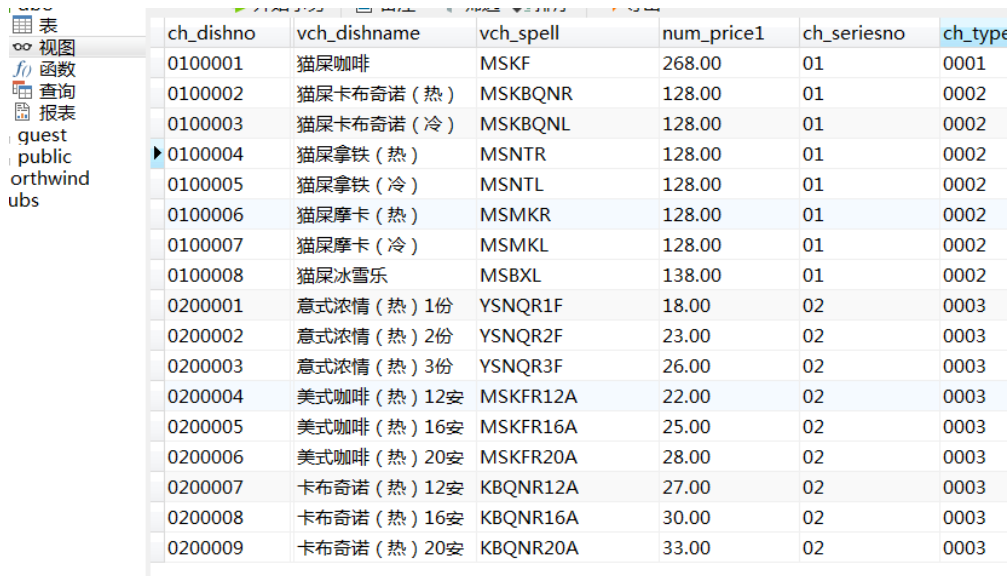 表
视图
函数
查询
报表
guest
public
orthwind
ubs
ch_dishno vch_dishname vch_spell num_price1 ch_seriesno ch_type
0100001 猫屎咖啡 MSKF 268.00 01 0001
0100002 猫屎卡布奇诺（热） MSKBQNR 128.00 01 0002
0100003 猫屎卡布奇诺（冷） MSKBQNL 128.00 01 0002
0100004 猫屎拿铁（热） MSNTR 128.00 01 0002
0100005 猫屎拿铁（冷） MSNTL 128.00 01 0002
0100006 猫屎摩卡（热） MSMKR 128.00 01 0002
0100007 猫屎摩卡（冷） MSMKL 128.00 01 0002
0100008 猫屎冰雪乐 MSBXL 138.00 01 0002
0200001 意式浓情（热）1份 YSNQR1F 18.00 02 0003
0200002 意式浓情（热）2份 YSNQR2F 23.00 02 0003
0200003 意式浓情（热）3份 YSNQR3F 26.00 02 0003
0200004 美式咖啡（热）12安 MSKFR12A 22.00 02 0003
0200005 美式咖啡（热）16安 MSKFR16A 25.00 02 0003
0200006 美式咖啡（热）20安 MSKFR20A 28.00 02 0003
0200007 卡布奇诺（热）12安 KBQNR12A 27.00 02 0003
0200008 卡布奇诺（热）16安 KBQNR16A 30.00 02 0003
0200009 卡布奇诺（热）20安 KBQNR20A 33.00 02 0003